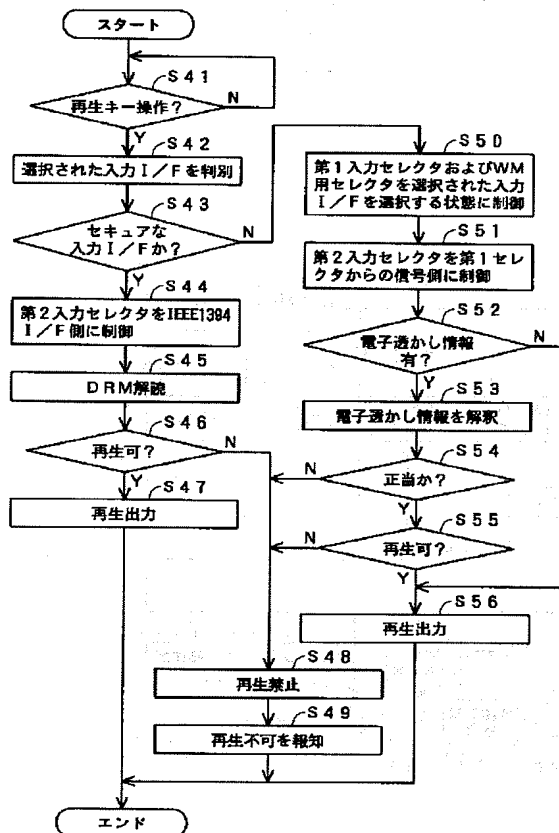 スタート
S41
再生キー操作?
N
Y
S42
選択された入力I/Fを判別
S43
セキュアな
入力I/Fか?
N
Y
S44
第2入力セレクタをIEEE1394
I/F側に制御
S45
DRM解読
S46
再生可?
N
Y
S47
再生出力
S50
第1入力セレクタおよびWM
用セレクタを選択された入力
I/Fを選択する状態に制御
S51
第2入力セレクタを第1セレ
クタからの信号側に制御
S52
電子透かし情報
有?
N
Y
S53
電子透かし情報を解釈
S54
正当か?
N
Y
S55
再生可?
N
Y
S56
再生出力
S48
再生禁止
S49
再生不可を報知
エンド